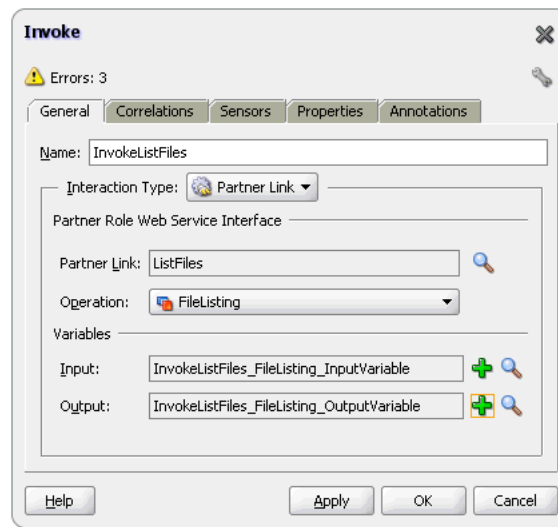 Invoke
Errors: 3
General Correlations Sensors Properties Annotations
Name: InvokeListFiles
Interaction Type: Partner Link
Partner Role Web Service Interface
Partner Link: ListFiles
Operation: FileListing
Variables
Input: InvokeListFiles_FileListing_InputVariable
Output: InvokeListFiles_FileListing_OutputVariable
Help Apply OK Cancel